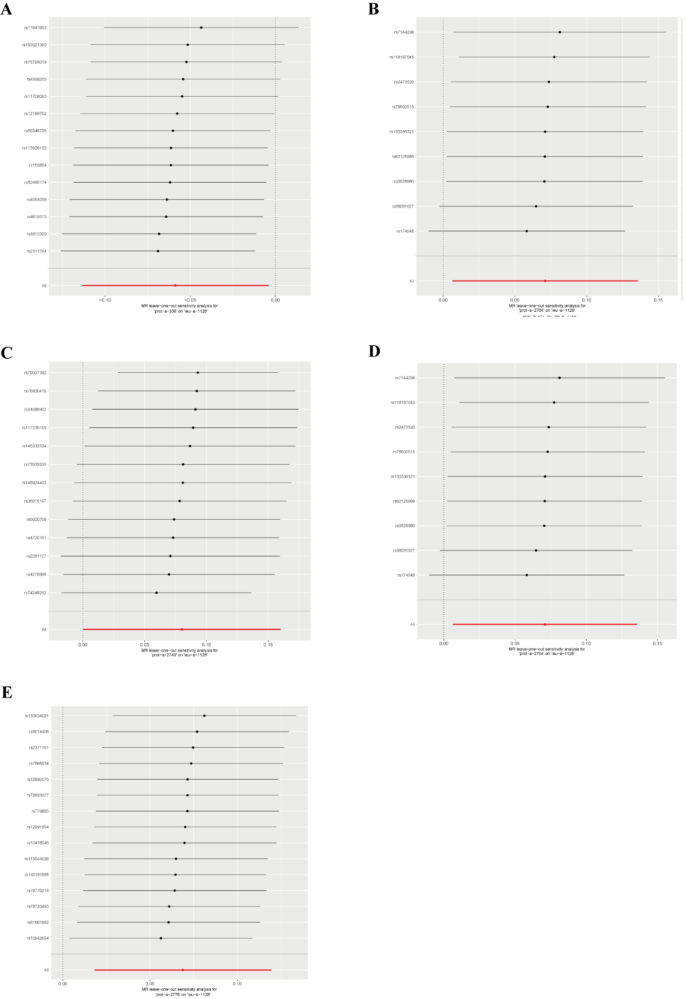 A
rs17641853
rs193021380
rs75799019
rs4568205
rs11708083
rs12189702
rs59346736
rs113926132
rs155854
rs62490174
rs4554058
rs4615573
rs4812300
rs2311764
All
−0.10 −0.05 0.00
MR leave−one−out sensitivity analysis for
'prot−a−308' on 'ieu−a−1128'
B
rs7144298
rs118187045
rs2473520
rs78502515
rs150356321
rs62125989
rs9528980
rs56091027
rs174548
All
0.00 0.05 0.10 0.15
MR leave−one−out sensitivity analysis for
'prot−a−2764' on 'ieu−a−1128'
C
rs79007392
rs78930476
rs34586902
rs117239159
rs145332534
rs73935530
rs146924403
rs36015197
rs6020708
rs4720161
rs2281127
rs4270666
rs74248292
All
0.00 0.05 0.10 0.15
MR leave−one−out sensitivity analysis for
'prot−a−2749' on 'ieu−a−1128'
D
rs7144298
rs118187045
rs2473520
rs78502515
rs150356321
rs62125989
rs9528980
rs56091027
rs174548
All
0.00 0.05 0.10 0.15
MR leave−one−out sensitivity analysis for
'prot−a−2764' on 'ieu−a−1128'
E
rs150934091
rs6014408
rs2371161
rs7865934
rs12892075
rs72853077
rs779865
rs12991954
rs10418046
rs115644538
rs140191656
rs78776214
rs78720493
rs61861682
rs10942654
All
0.00 0.05 0.10
MR leave−one−out sensitivity analysis for
'prot−a−2776' on 'ieu−a−1128'